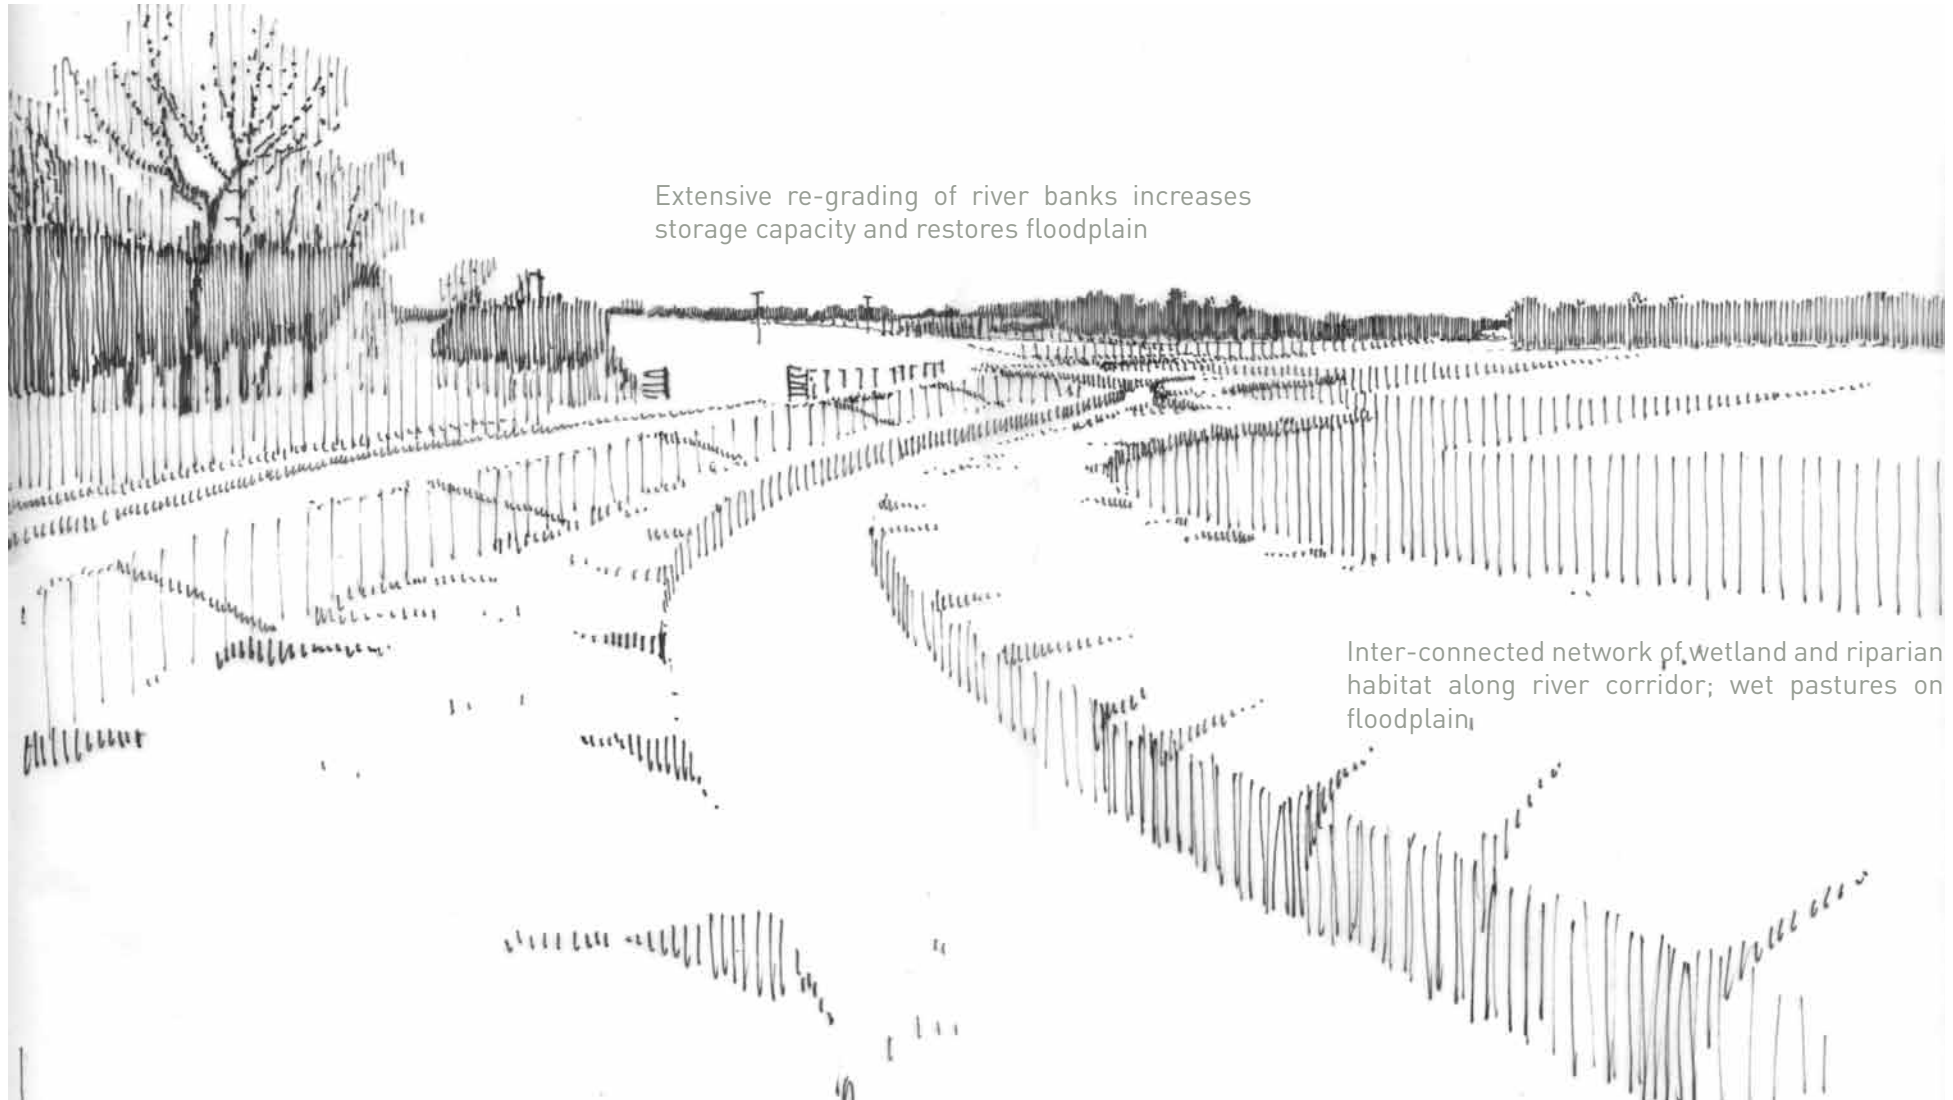 Extensive re-grading of river banks increases
storage capacity and restores floodplain
Inter-connected network of wetland and riparian
habitat along river corridor; wet pastures on
floodplain